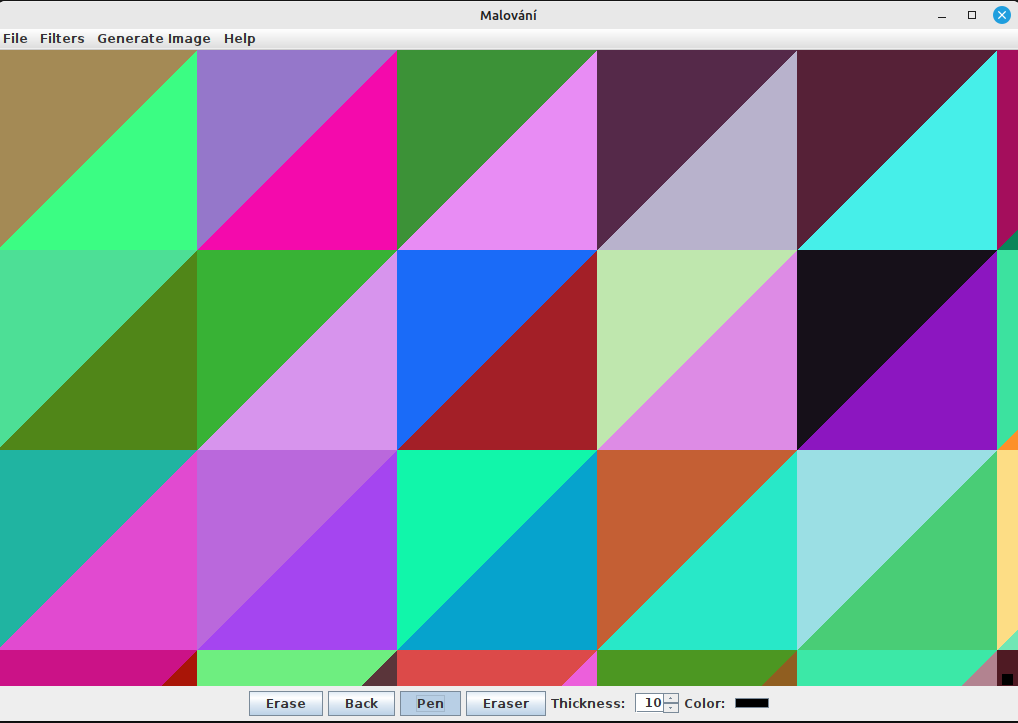 Malování
File Filters Generate Image Help
Erase Back Pen Eraser Thickness: 10 Color: